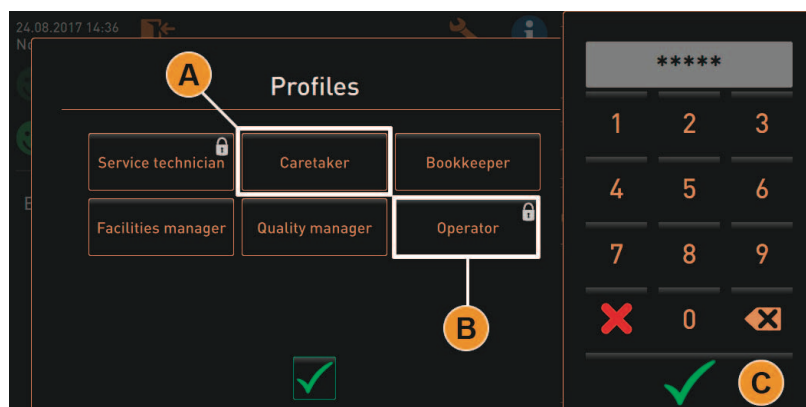 24.08.2017 14:36
N
Profiles
A
Service technician
Caretaker
Bookkeeper
Facilities manager
Quality manager
Operator
B
E
*****
1 2 3
4 5 6
7 8 9
0
C